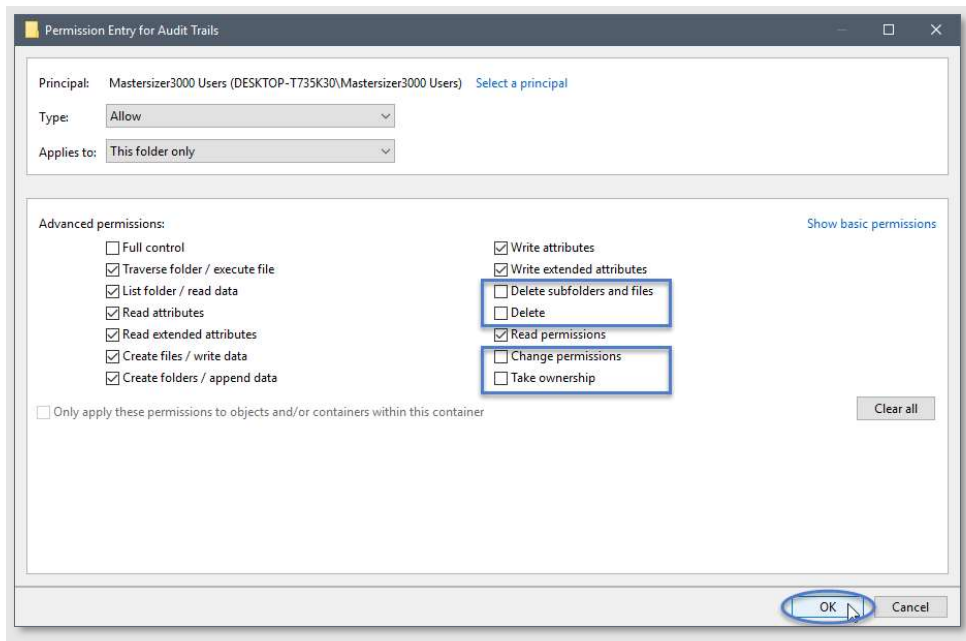 Permission Entry for Audit Trails
Principal: Mastersizer3000 Users (DESKTOP-T735K30\Mastersizer3000 Users) Select a principal
Type: Allow
Applies to: This folder only
Advanced permissions: Show basic permissions
Full control
Traverse folder / execute file
List folder / read data
Read attributes
Read extended attributes
Create files / write data
Create folders / append data
Write attributes
Write extended attributes
Delete subfolders and files
Delete
Read permissions
Change permissions
Take ownership
Only apply these permissions to objects and/or containers within this container
Clear all
OK Cancel